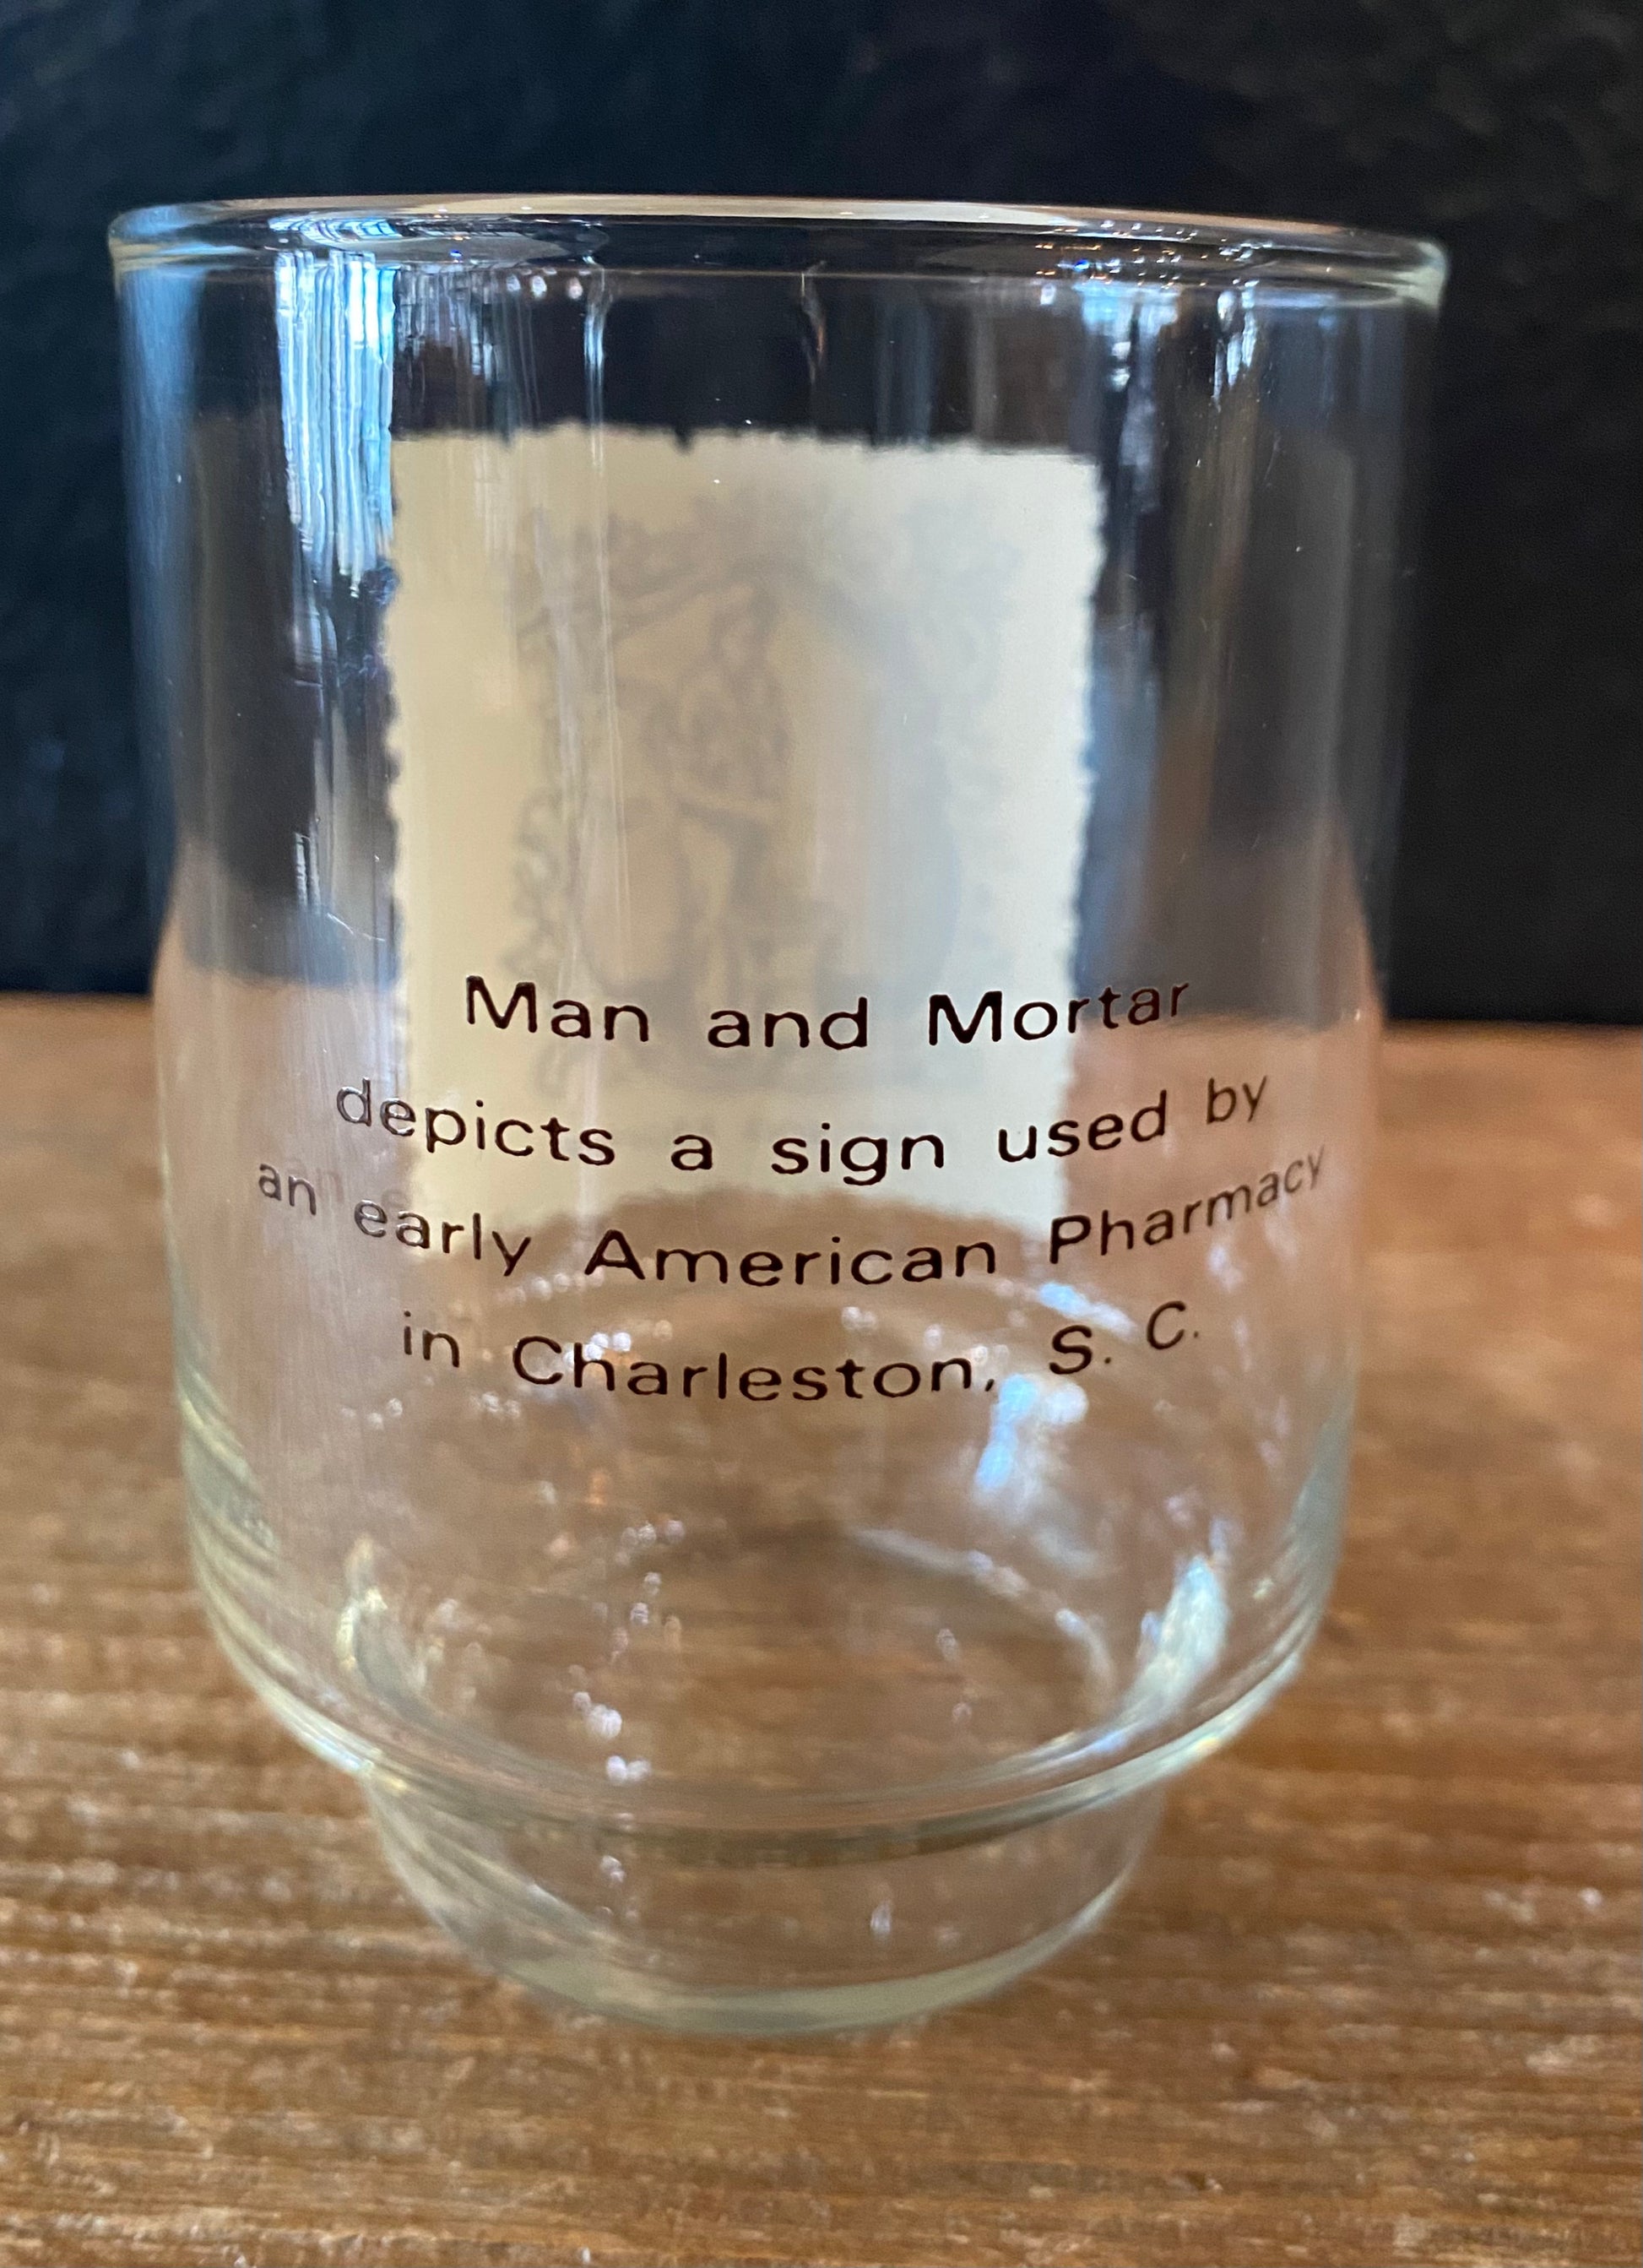 Man and Mortar
depicts a sign used by
an early American Pharmacy
in Charleston, S. C.